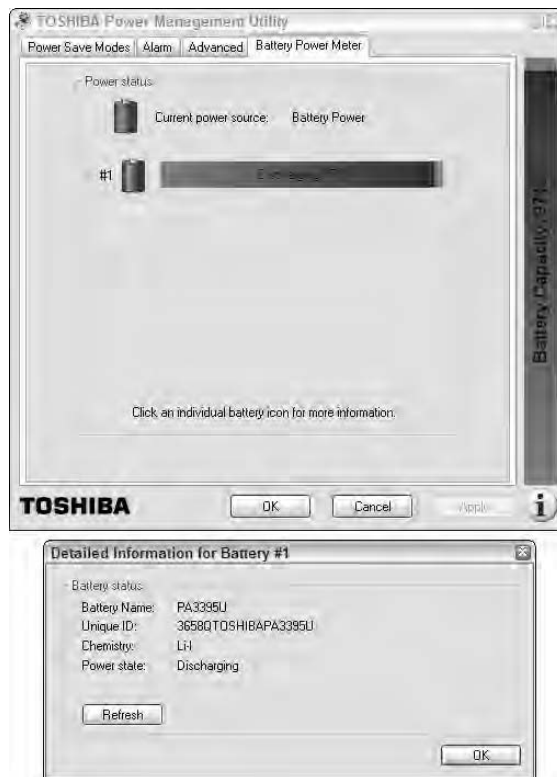 TOSHIBA Power Management Utility
Power Save Modes Alarm Advanced Battery Power Meter
Power status
Current power source: Battery Power
#1
Battery Capacity,
Click an individual battery icon for more information.
TOSHIBA OK Cancel Apply
Detailed Information for Battery #1
Battery status
Battery Name: PA3395U
Unique ID: 3658QTOSHIBAPA3395U
Chemistry: Li-I
Power state: Discharging
Refresh
OK